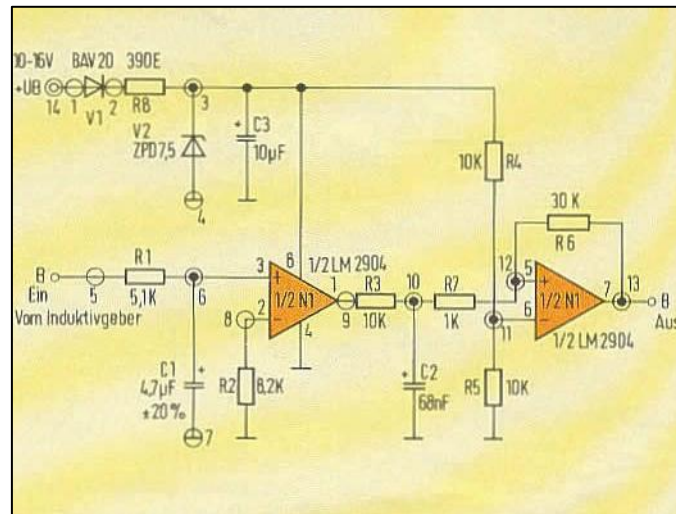 10-16V BAV 20 390E
+UB
14 1 2 R8 3
V1
V2
ZPD7,5
C3
10µF
4
10K R4
30 K
R6
R1
B
Ein 5 5,1K 6
Vom Induktivgeber
3 8 1/2 LM 2904
+ 1/2 N1 1
8 2 − 4
9 R3 10K
10 R7 1K
12 5 + 1/2 N1 7 13 B
11 6 − Aus
1/2 LM 2904
C1
4,7µF
±20%
7
R2 8,2K
C2
68nF
R5 10K